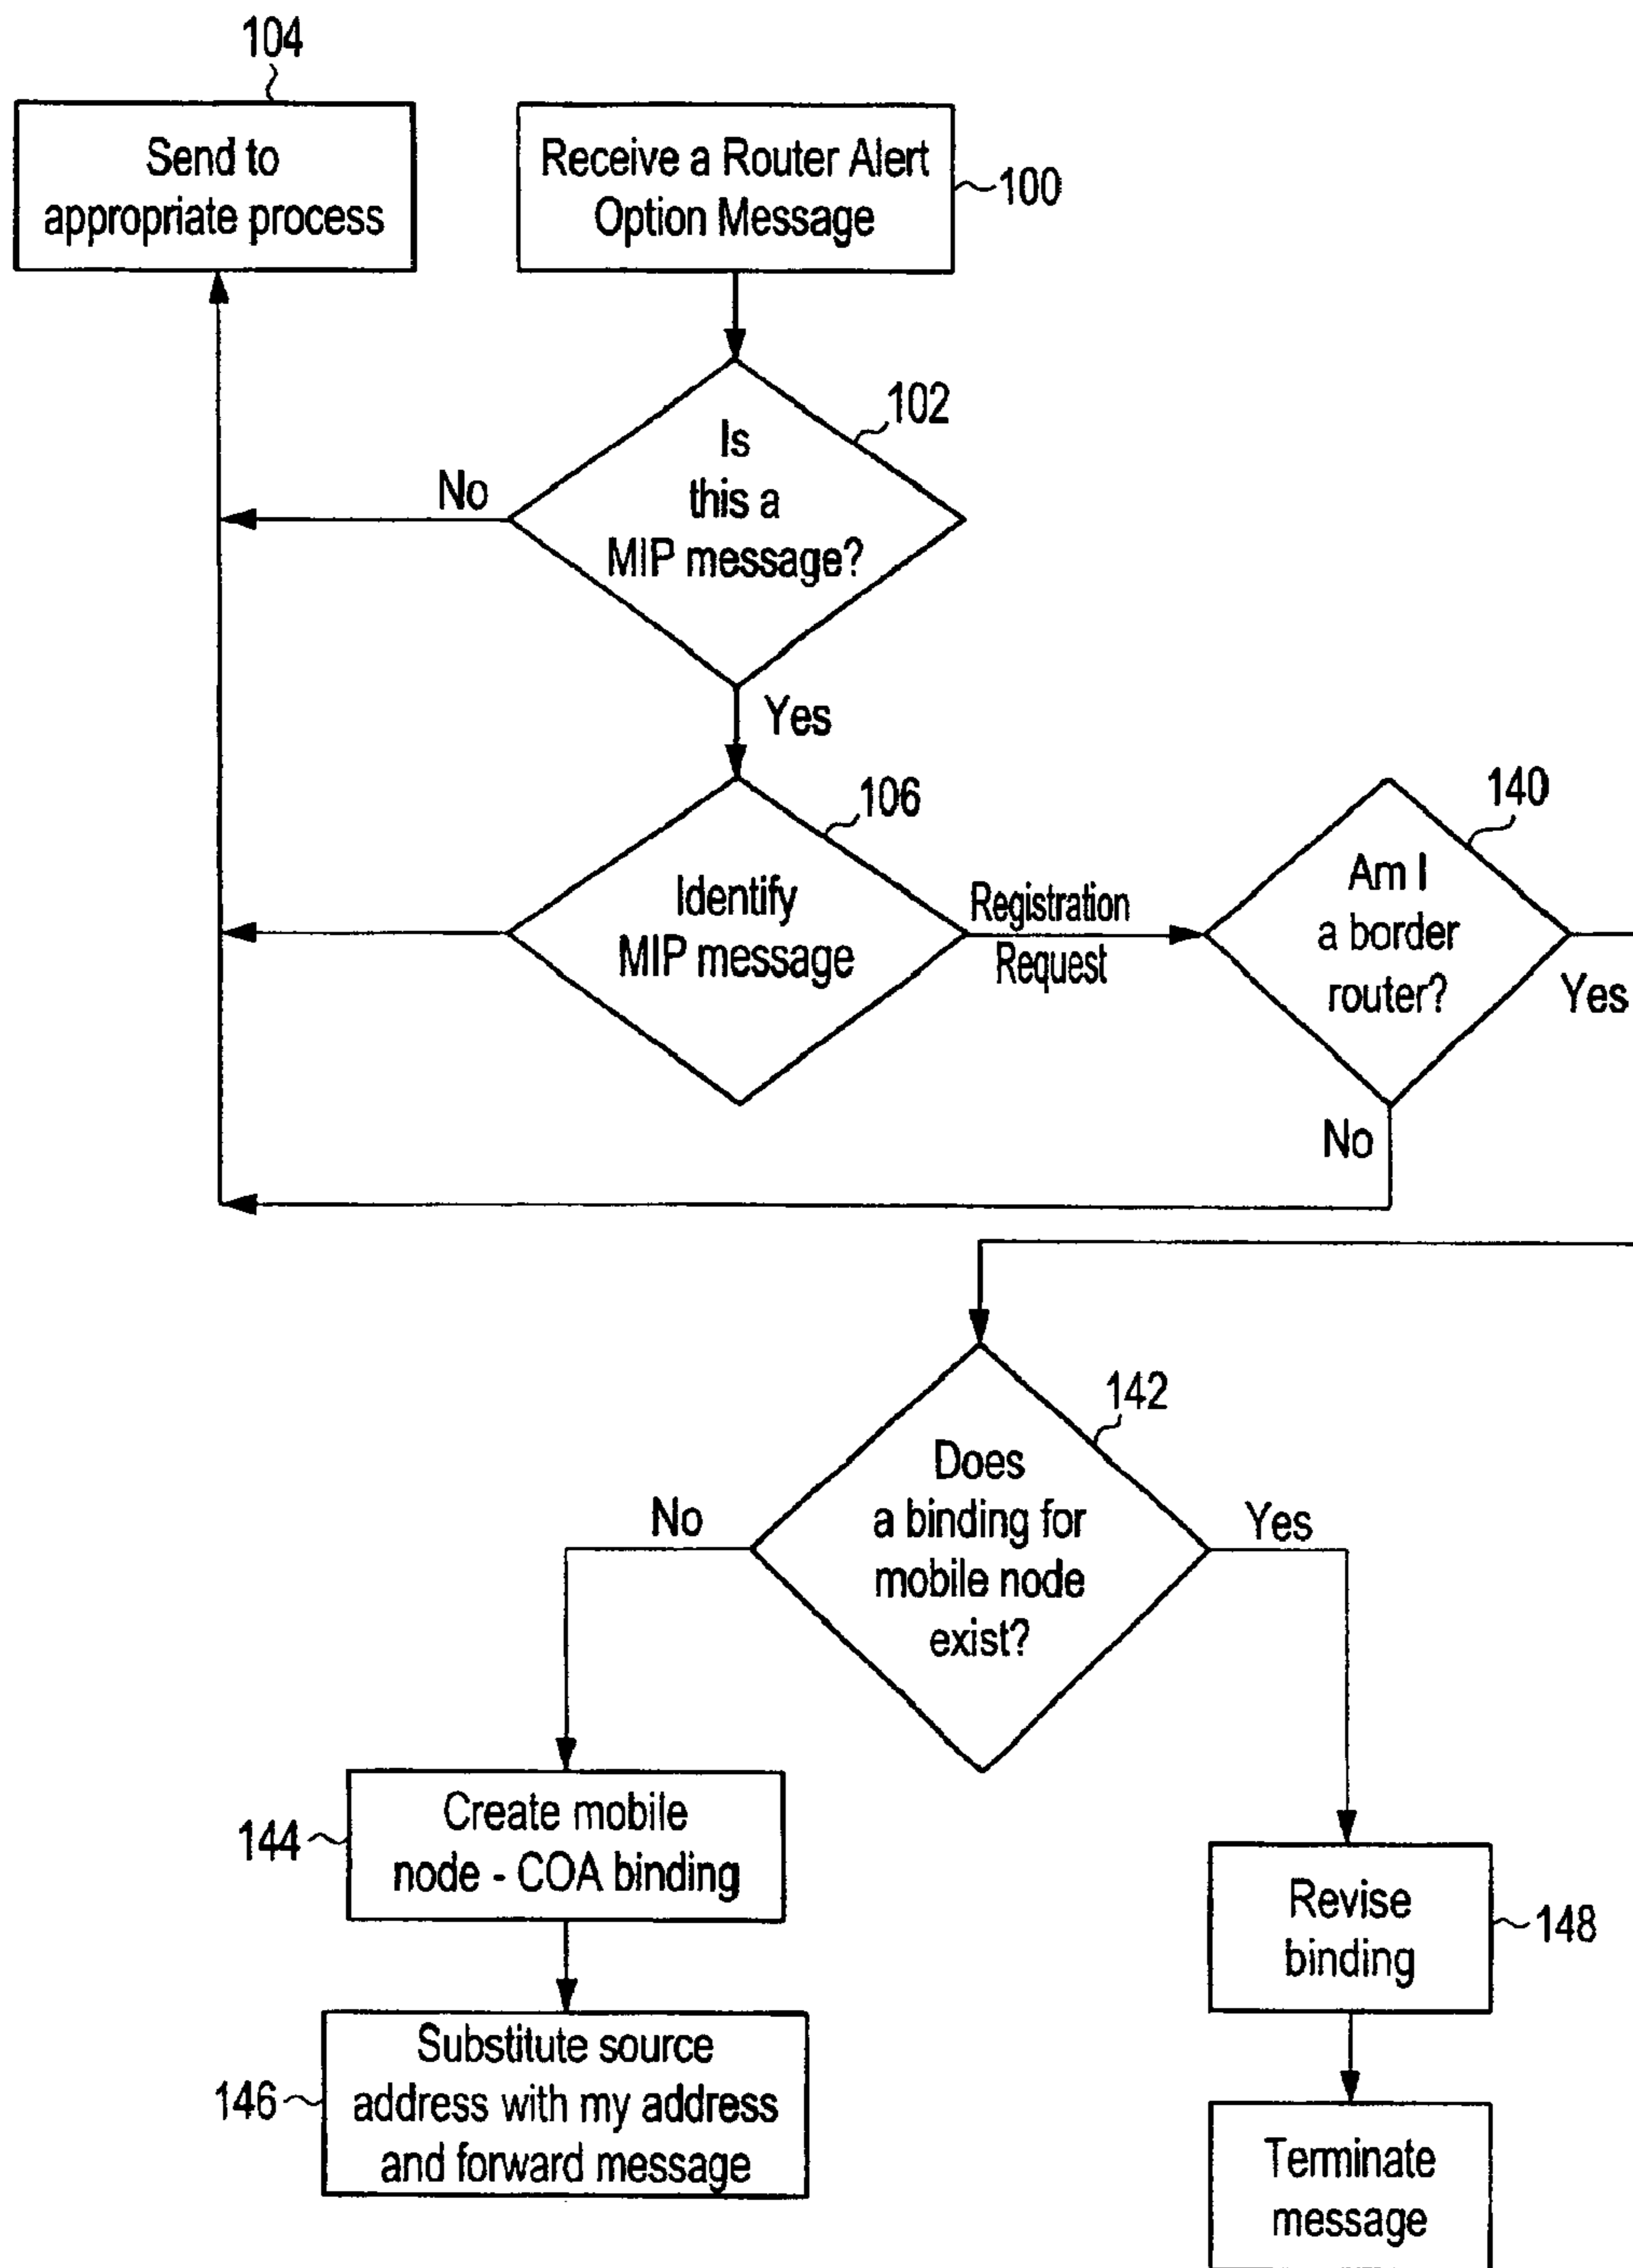 104
Send to
appropriate process
Receive a Router Alert
Option Message
100
102
Is
this a
MIP message?
No
Yes
106
Identify
MIP message
Registration
Request
140
Am I
a border
router?
Yes
No
142
Does
a binding for
mobile node
exist?
No
Yes
144
Create mobile
node - COA binding
Revise
binding
148
146
Substitute source
address with my address
and forward message
Terminate
message